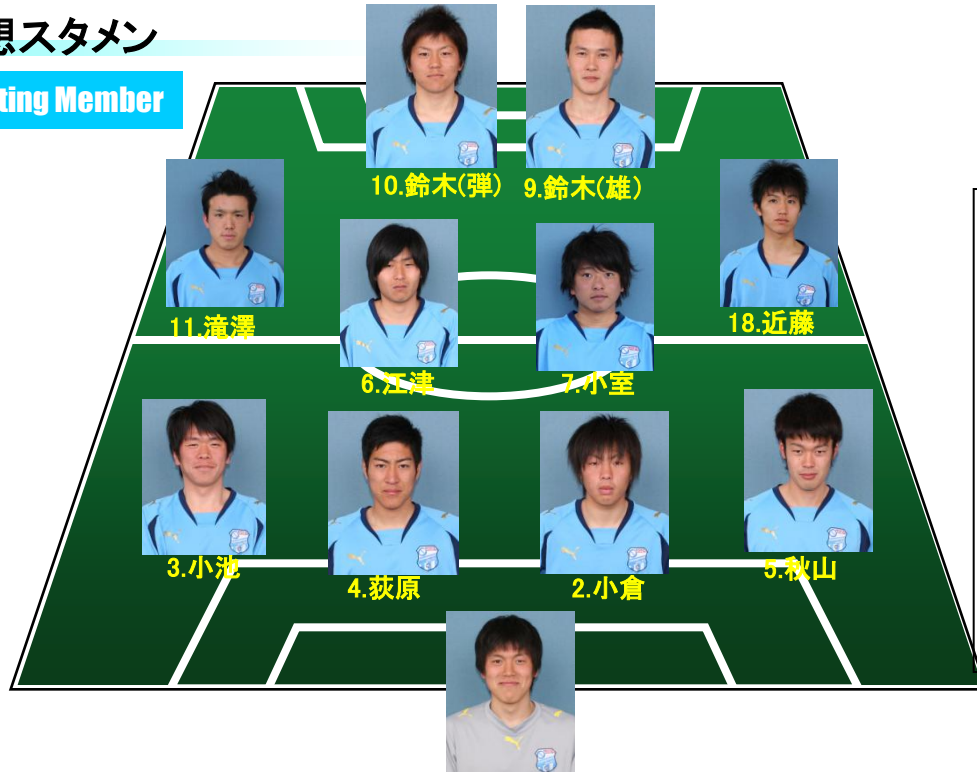 想スタメン
ting Member
10.鈴木(弾) 9.鈴木(雄)
11.滝澤
18.近藤
6.江津
7.小室
3.小池
4.荻原
2.小倉
5.秋山